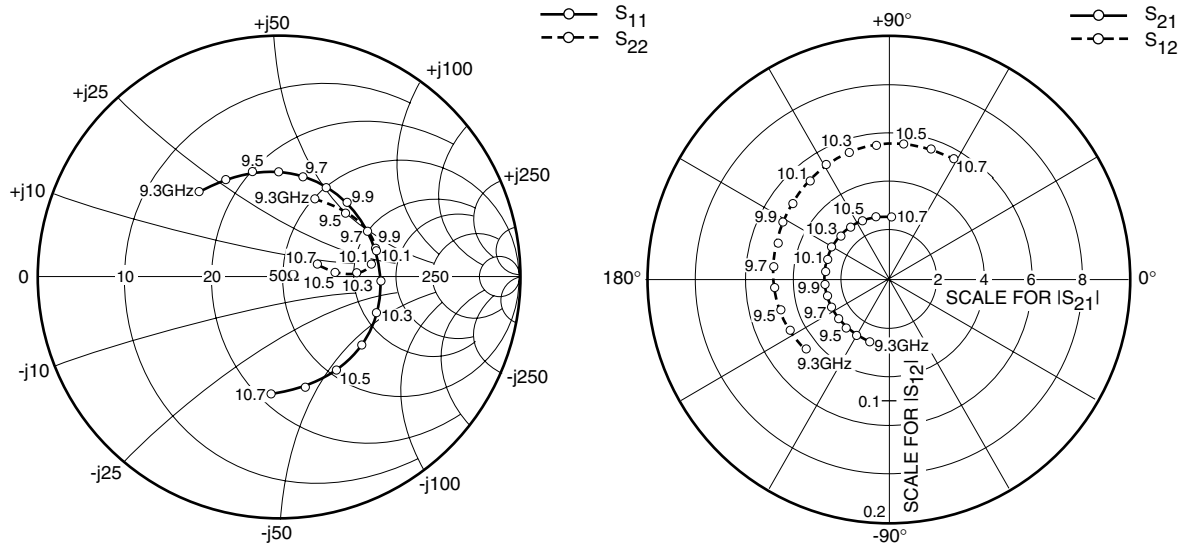 S11
S22
+j50
+j25
+j100
+j10
+j250
9.5
9.7
9.3GHz
9.9
9.3GHz
9.5
9.7
9.9
10.7
10.1
10.1
0
10
20
50Ω
10.5
10.3
250
10.3
10.5
10.7
-j10
-j250
-j25
-j100
-j50
S21
S12
+90°
10.3
10.5
10.7
10.1
9.9
10.5
10.7
10.3
9.7
10.1
180°
9.9
2
4
6
8
0°
SCALE FOR |S21|
9.5
9.7
9.5
9.3GHz
9.3GHz
0.1
SCALE FOR |S12|
0.2
-90°